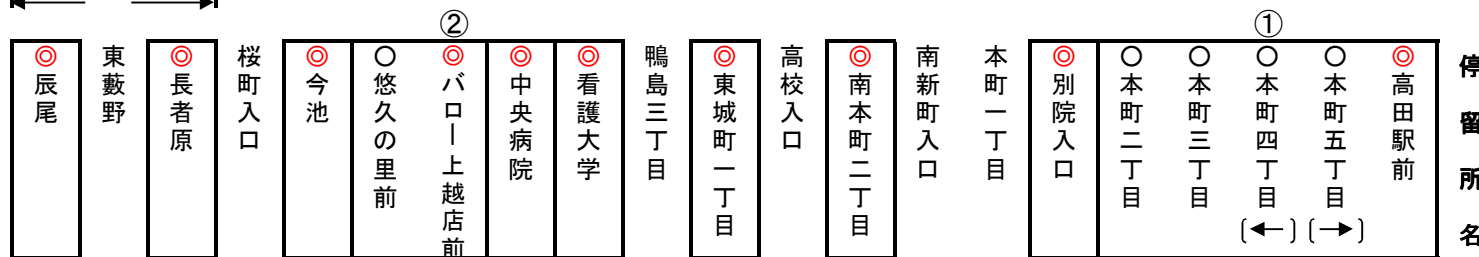 停留所名
①
◎高田駅前
○本町五丁目(→)
○本町四丁目(←)
○本町三丁目
○本町二丁目
◎別院入口
本町一丁目
南新町入口
◎南本町二丁目
高校入口
◎東城町一丁目
鴨島三丁目
◎看護大学
◎中央病院
②
◎バロー上越店前
○悠久の里前
◎今池
桜町入口
◎長者原
東藪野
◎辰尾